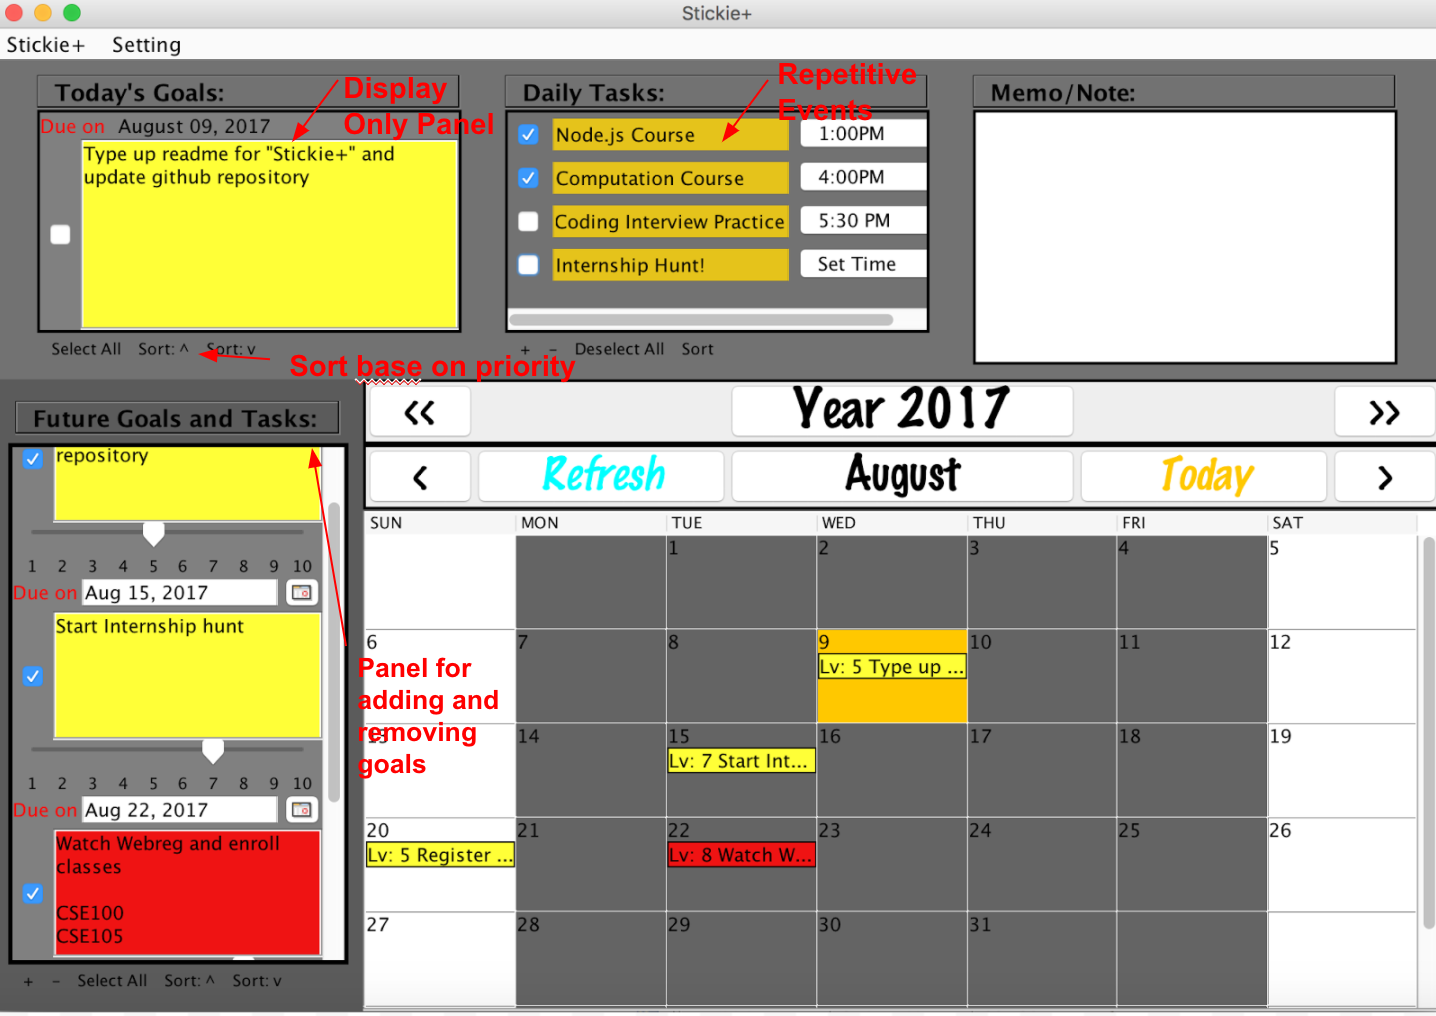 Stickie+
Stickie+ Setting
Today's Goals:
Display
Only Panel
Due on August 09, 2017
Type up readme for "Stickie+" and
update github repository
Select All Sort: ^ Sort: v
Sort base on priority
Daily Tasks:
Repetitive
Events
Node.js Course 1:00PM
Computation Course 4:00PM
Coding Interview Practice 5:30 PM
Internship Hunt! Set Time
+ - Deselect All Sort
Memo/Note:
Future Goals and Tasks:
repository
1 2 3 4 5 6 7 8 9 10
Due on Aug 15, 2017
Start Internship hunt
1 2 3 4 5 6 7 8 9 10
Due on Aug 22, 2017
Watch Webreg and enroll
classes
CSE100
CSE105
+ - Select All Sort: ^ Sort: v
Panel for
adding and
removing
goals
<< Year 2017 >>
< Refresh August Today >
SUN MON TUE WED THU FRI SAT
1 2 3 4 5
6 7 8 9 10 11 12
Lv: 5 Type up ...
13 14 15 16 17 18 19
Lv: 7 Start Int...
20 21 22 23 24 25 26
Lv: 5 Register ... Lv: 8 Watch W...
27 28 29 30 31